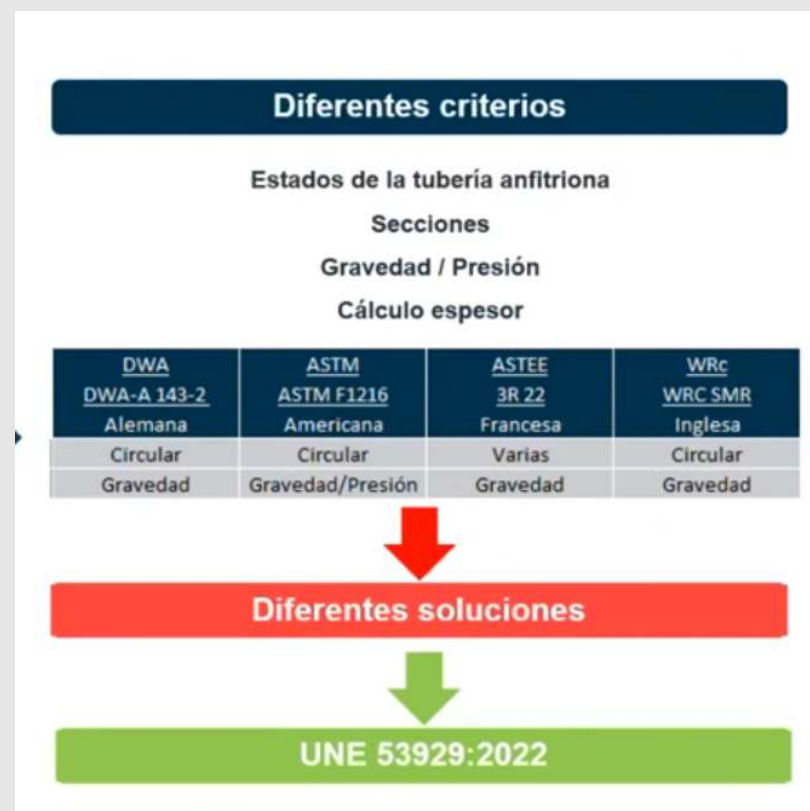 Diferentes criterios
Estados de la tubería anfitriona
Secciones
Gravedad / Presión
Cálculo espesor
DWA ASTM ASTEE WRc
DWA-A 143-2 ASTM F1216 3R 22 WRC SMR
Alemana Americana Francesa Inglesa
Circular Circular Varias Circular
Gravedad Gravedad/Presión Gravedad Gravedad
Diferentes soluciones
UNE 53929:2022